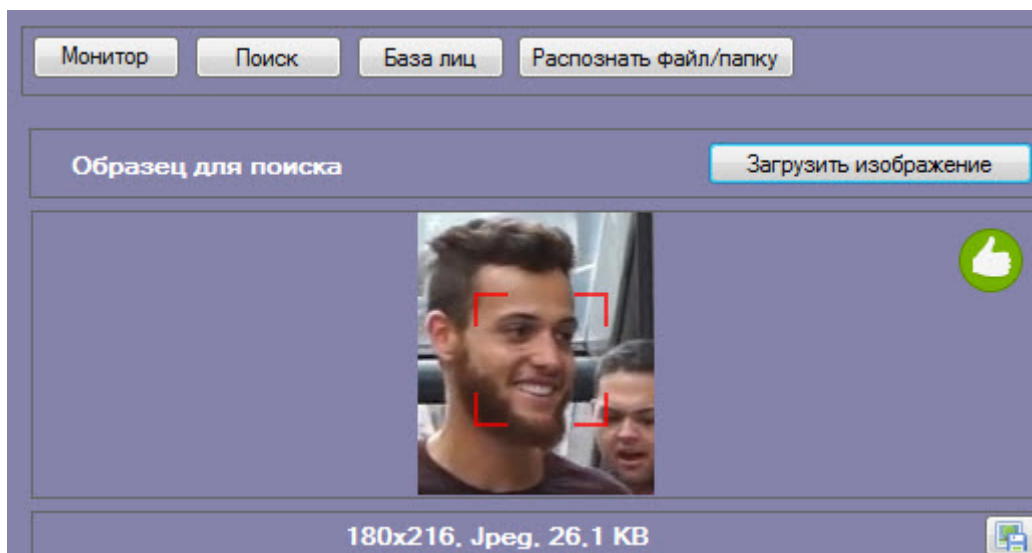 Монитор Поиск База лиц Распознать файл/папку
Образец для поиска Загрузить изображение
180x216, Jpeg, 26,1 KB